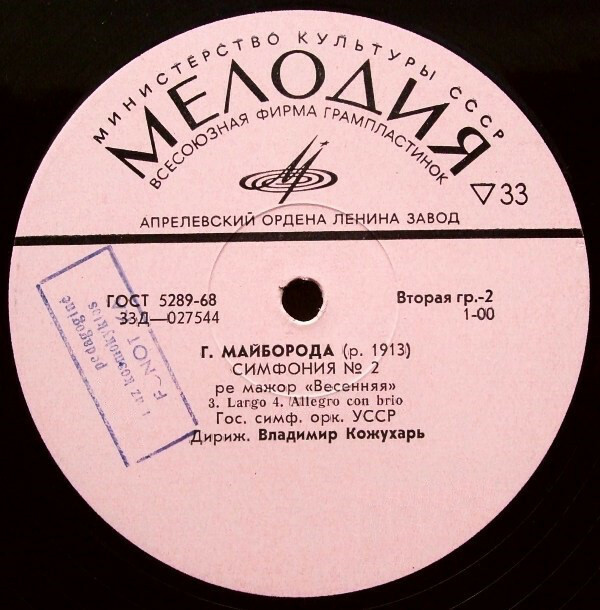 МИНИСТЕРСТВО КУЛЬТУРЫ СССР
МЕЛОДИЯ
ВСЕСОЮЗНАЯ ФИРМА ГРАМПЛАСТИНОК
▽33
АПРЕЛЕВСКИЙ ОРДЕНА ЛЕНИНА ЗАВОД
ГОСТ 5289-68
33Д—027544
Вторая гр.-2
1-00
Г. МАЙБОРОДА (р. 1913)
СИМФОНИЯ № 2
ре мажор «Весенняя»
3. Largo 4. Allegro con brio
Гос. симф. орк. УССР
Дириж. Владимир Кожухарь